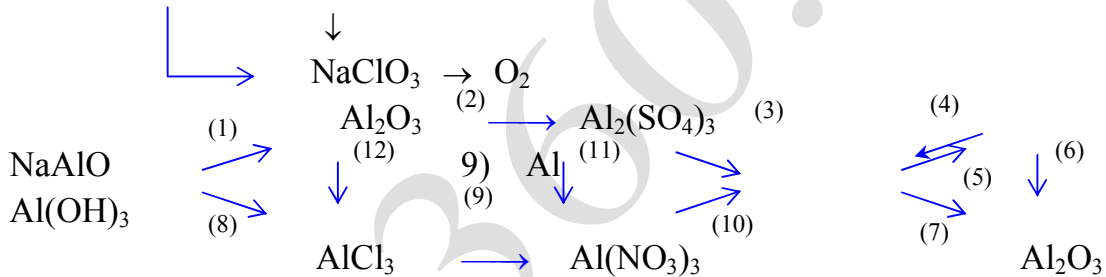 ↓
NaClO₃ → O₂
(2)
Al₂O₃ → Al₂(SO₄)₃ (3) (4)
(1)
NaAlO (12) 9) Al (11) (5) (6)
Al(OH)₃ (8) (9) (10) (7)
AlCl₃ → Al(NO₃)₃ Al₂O₃
360.